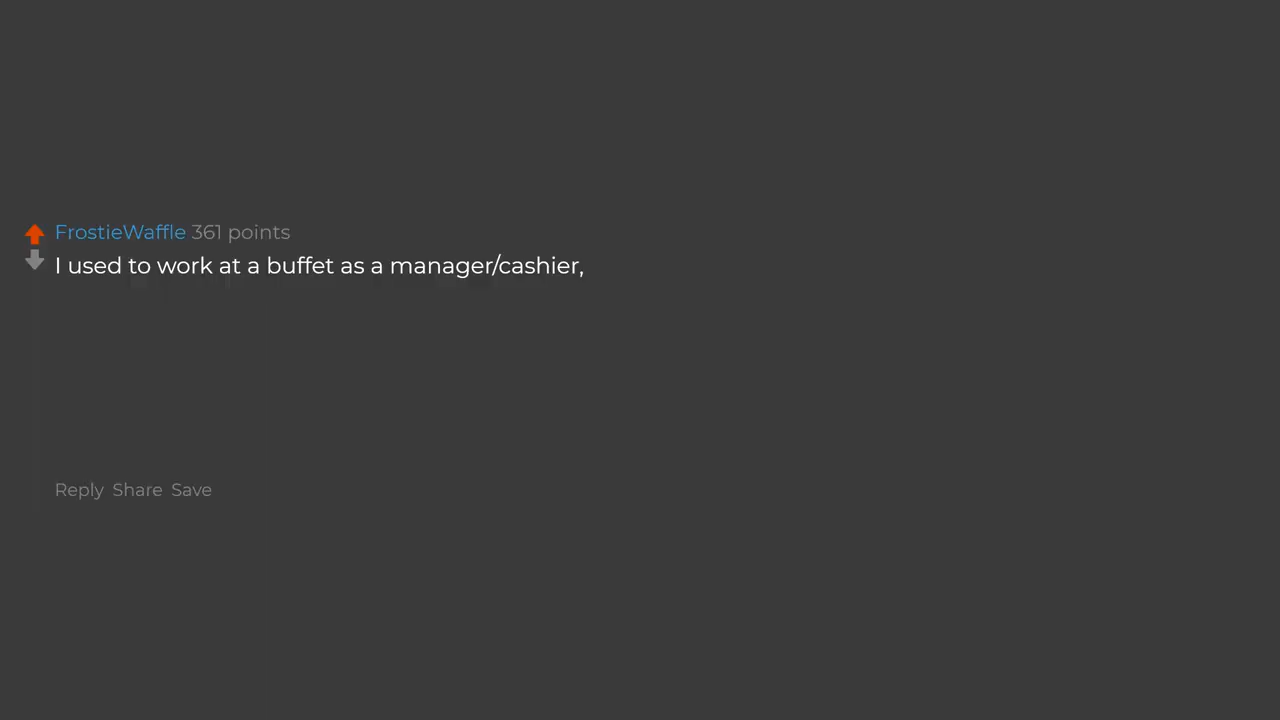 FrostieWaffle 361 points
I used to work at a buffet as a manager/cashier,
Reply Share Save